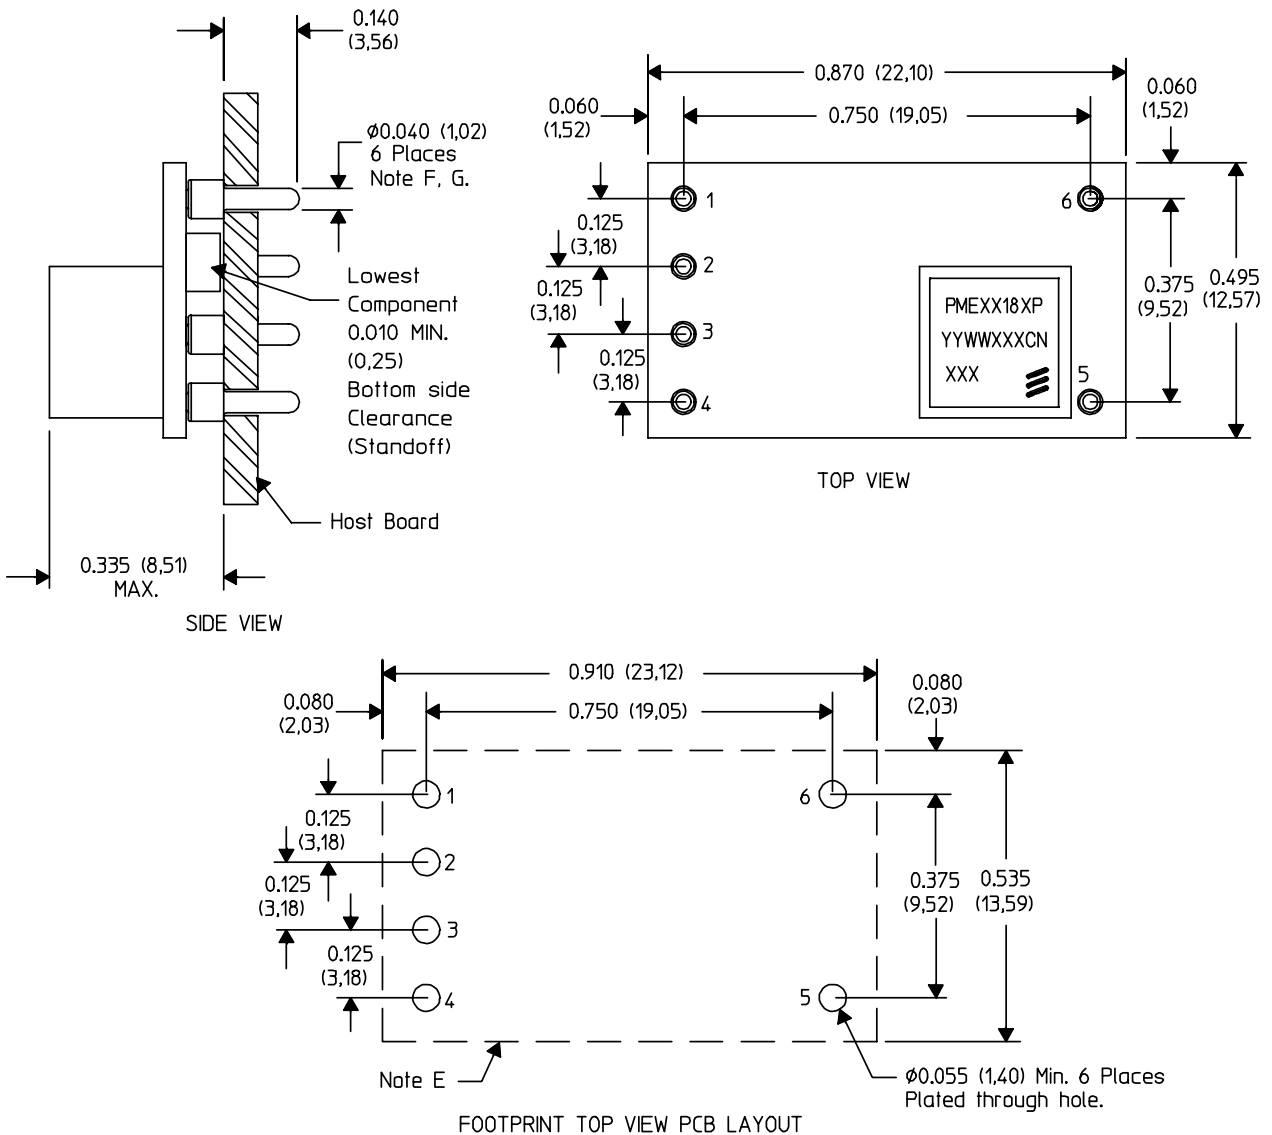 0.140
(3,56)
Ø0.040 (1,02)
6 Places
Note F, G.
Lowest
Component
0.010 MIN.
(0,25)
Bottom side
Clearance
(Standoff)
Host Board
0.335 (8,51)
MAX.
SIDE VIEW
0.870 (22,10)
0.060
(1,52)
0.750 (19,05)
0.060
(1,52)
1
6
0.125
(3,18)
2
0.125
(3,18)
3
0.125
(3,18)
4
PMEXX18XP
YYWWXXXCN
XXX
5
0.375
(9,52)
0.495
(12,57)
TOP VIEW
0.910 (23,12)
0.080
(2,03)
0.750 (19,05)
0.080
(2,03)
1
6
0.125
(3,18)
2
0.125
(3,18)
3
0.125
(3,18)
4
5
0.375
(9,52)
0.535
(13,59)
Note E
Ø0.055 (1,40) Min. 6 Places
Plated through hole.
FOOTPRINT TOP VIEW PCB LAYOUT